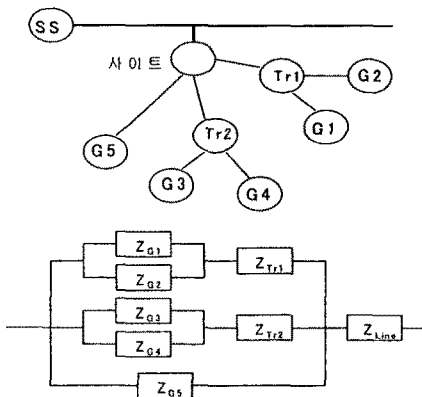 SS
사이트
Tr1
G2
G1
Tr2
G5
G3
G4
Z_G1
Z_Tr1
Z_G2
Z_G3
Z_Tr2
Z_Line
Z_G4
Z_G5